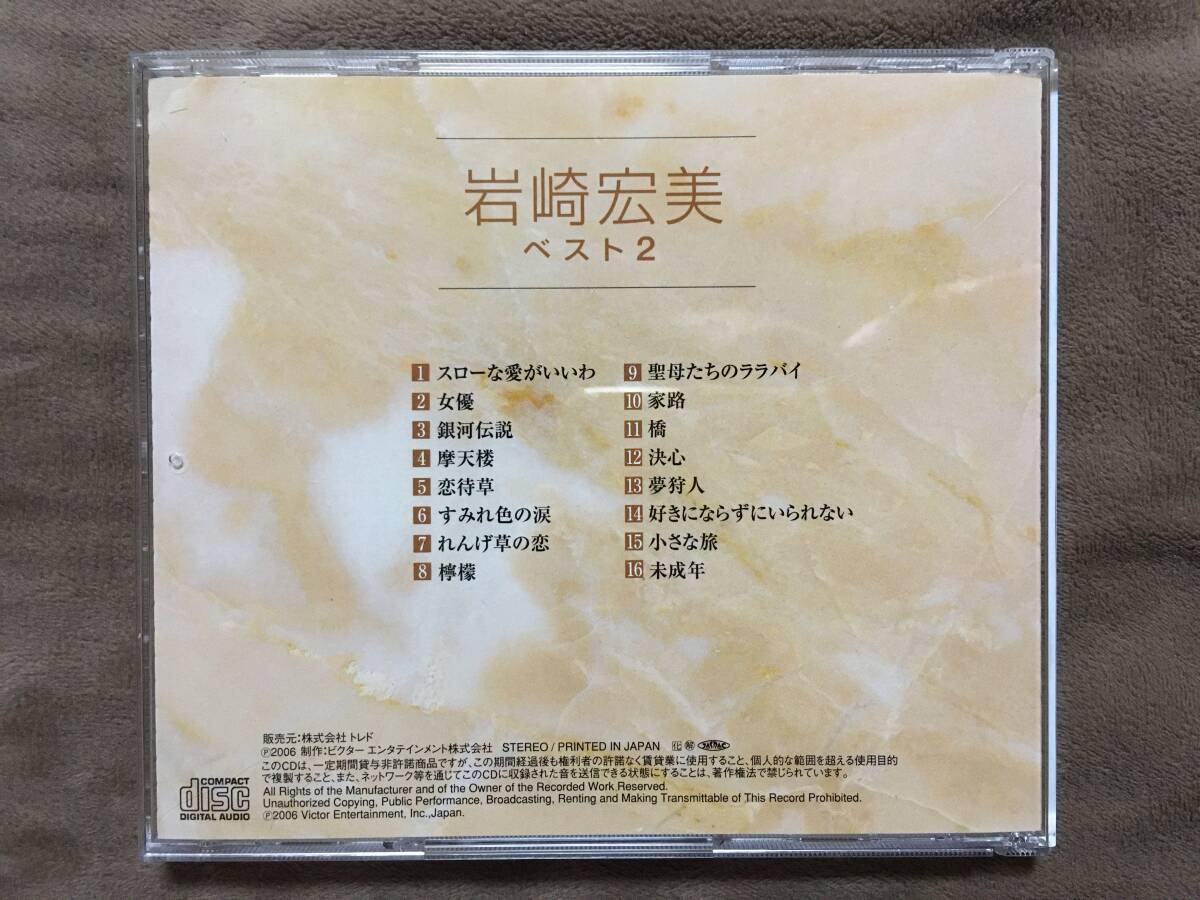 岩崎宏美
ベスト2
1 スローな愛がいいわ
2 女優
3 銀河伝説
4 摩天楼
5 恋待草
6 すみれ色の涙
7 れんげ草の恋
8 檸檬
9 聖母たちのララバイ
10 家路
11 橋
12 決心
13 夢狩人
14 好きにならずにいられない
15 小さな旅
16 未成年
販売元:株式会社 トレド
Ⓟ2006 制作:ビクター エンタテインメント株式会社 STEREO / PRINTED IN JAPAN
このCDは、一定期間貸与非許諾商品ですが、この期間経過後も権利者の許諾なく賃貸業に使用すること、個人的な範囲を超える使用目的
で複製すること、また、ネットワーク等を通じてこのCDに収録された音を送信できる状態にすることは、著作権法で禁じられています。
All Rights of the Manufacturer and of the Owner of the Recorded Work Reserved.
Unauthorized Copying, Public Performance, Broadcasting, Renting and Making Transmittable of This Record Prohibited.
Ⓟ2006 Victor Entertainment, Inc.,Japan.
COMPACT
disc
DIGITAL AUDIO